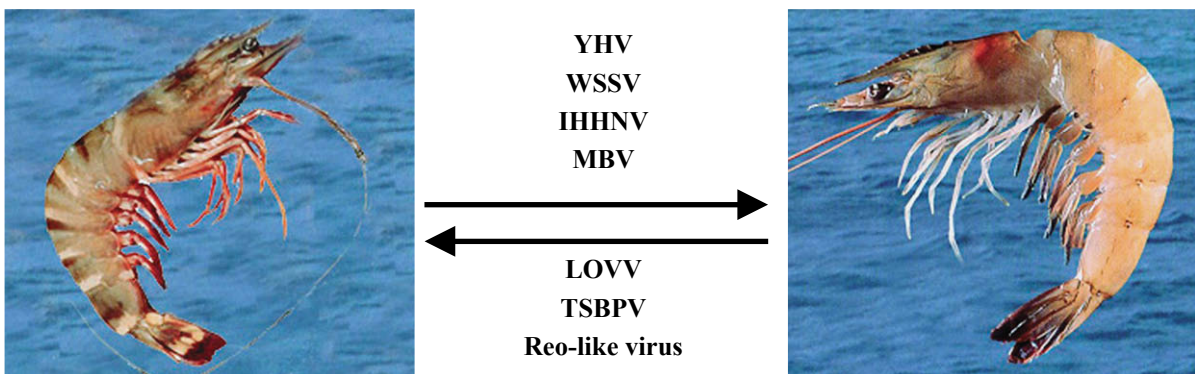 YHV
WSSV
IHHNV
MBV
LOVV
TSBPV
Reo-like virus